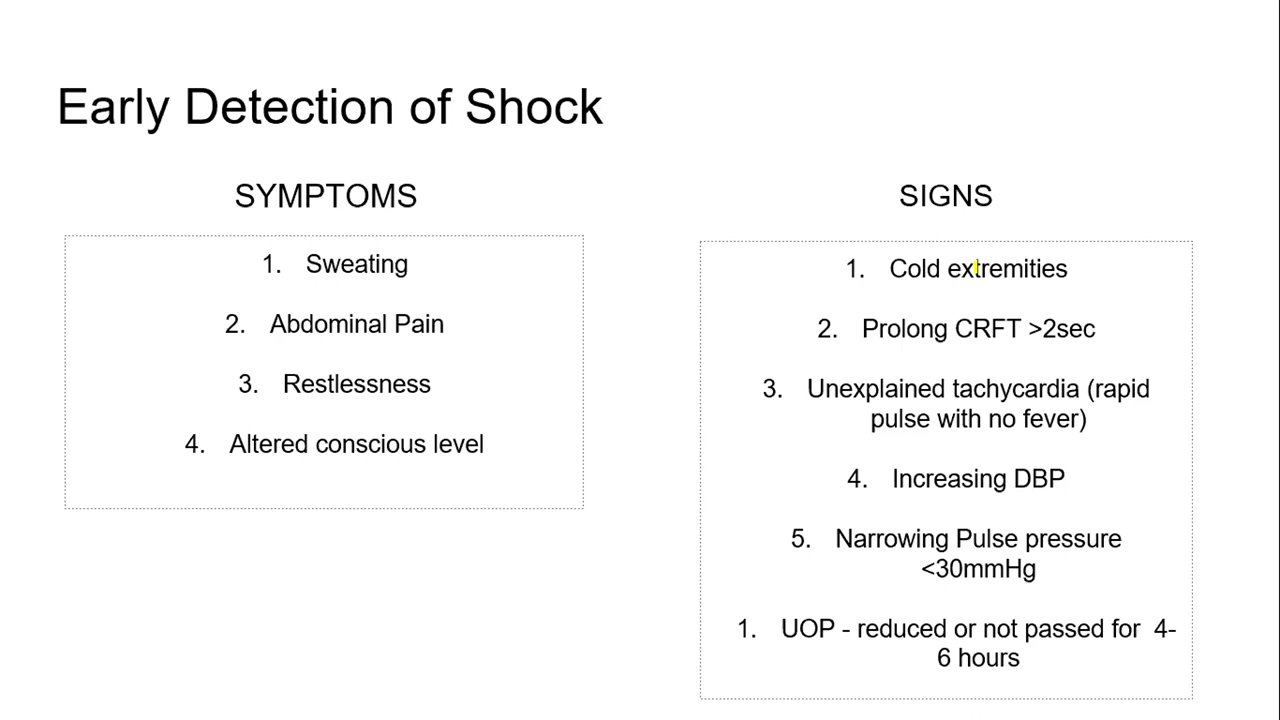 Early Detection of Shock
SYMPTOMS
1. Sweating
2. Abdominal Pain
3. Restlessness
4. Altered conscious level
SIGNS
1. Cold extremities
2. Prolong CRFT >2sec
3. Unexplained tachycardia (rapid
pulse with no fever)
4. Increasing DBP
5. Narrowing Pulse pressure
<30mmHg
1. UOP - reduced or not passed for 4-
6 hours